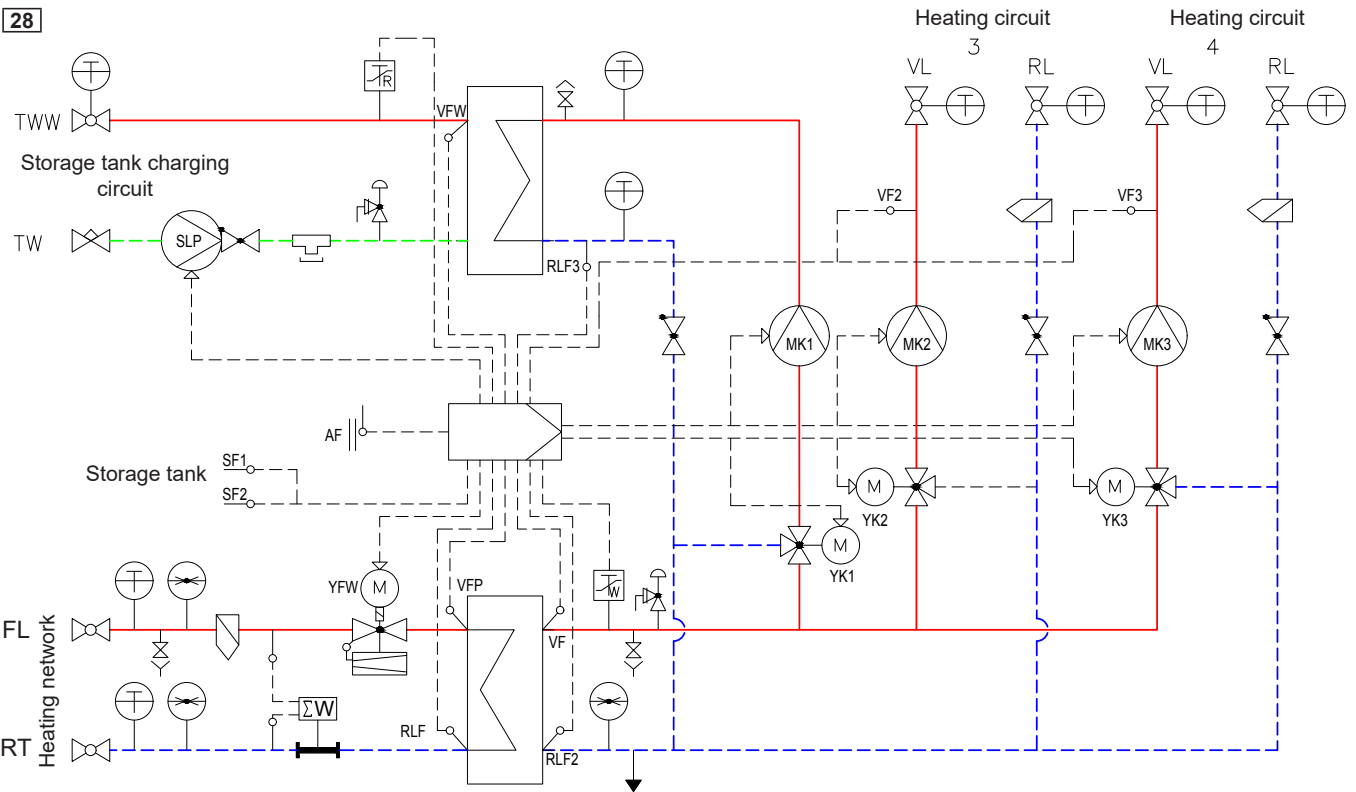 28
Heating circuit
3
Heating circuit
4
VL
RL
VL
RL
T
T
T
T
T
T
R
T
TWW
VFW
Storage tank charging
circuit
T
VF2
VF3
TW
SLP
RLF3
MK1
MK2
MK3
AF
Storage tank
SF1
SF2
M
YK2
M
YK3
M
YK1
T
YFW
M
VFP
W
FL
VF
Heating network
T
ΣW
RLF
RT
RLF2